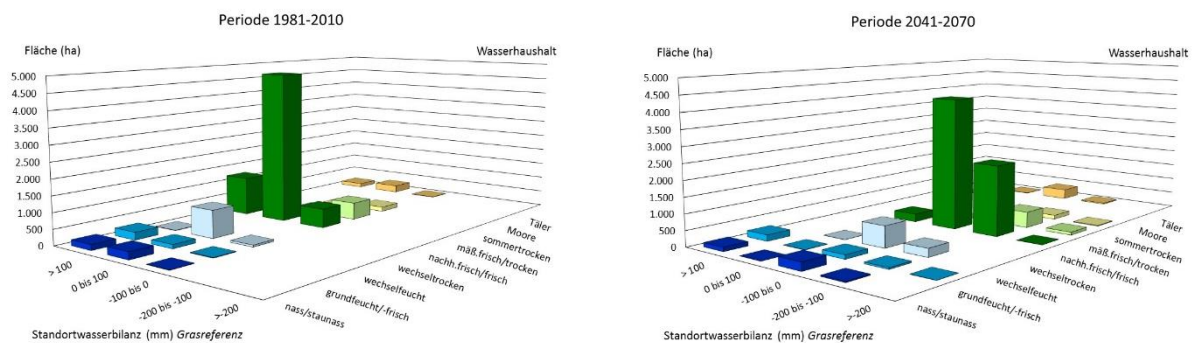 Periode 1981-2010
Fläche (ha)
Wasserhaushalt
5.000
4.500
4.000
3.500
3.000
2.500
2.000
1.500
1.000
500
0
> 100
0 bis 100
-100 bis 0
-200 bis -100
>-200
nass/staunass
grundfeucht/-frisch
wechselfeucht
wechseltrocken
nachh.frisch/frisch
mäß.frisch/trocken
sommertrocken
Moore
Täler
Standortwasserbilanz (mm) Grasreferenz
Periode 2041-2070
Fläche (ha)
Wasserhaushalt
5.000
4.500
4.000
3.500
3.000
2.500
2.000
1.500
1.000
500
0
> 100
0 bis 100
-100 bis 0
-200 bis -100
>-200
nass/staunass
grundfeucht/-frisch
wechselfeucht
wechseltrocken
nachh.frisch/frisch
mäß.frisch/trocken
sommertrocken
Moore
Täler
Standortwasserbilanz (mm) Grasreferenz